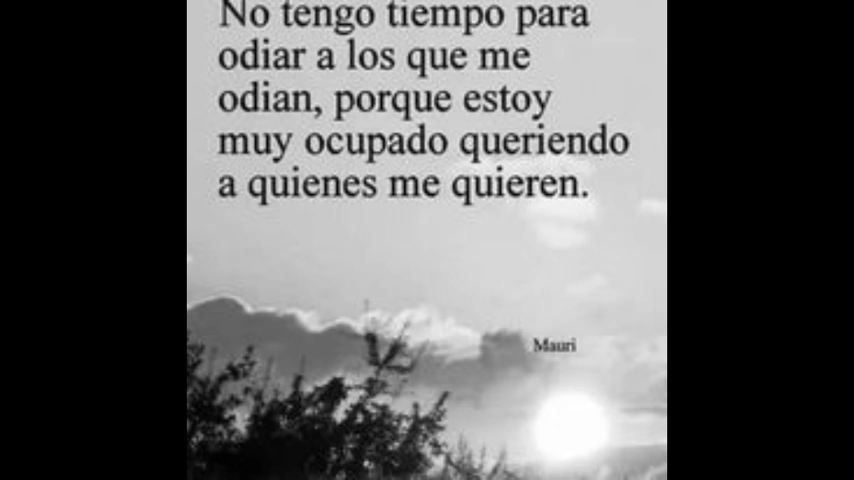 No tengo tiempo para
odiar a los que me
odian, porque estoy
muy ocupado queriendo
a quienes me quieren.
Mauri